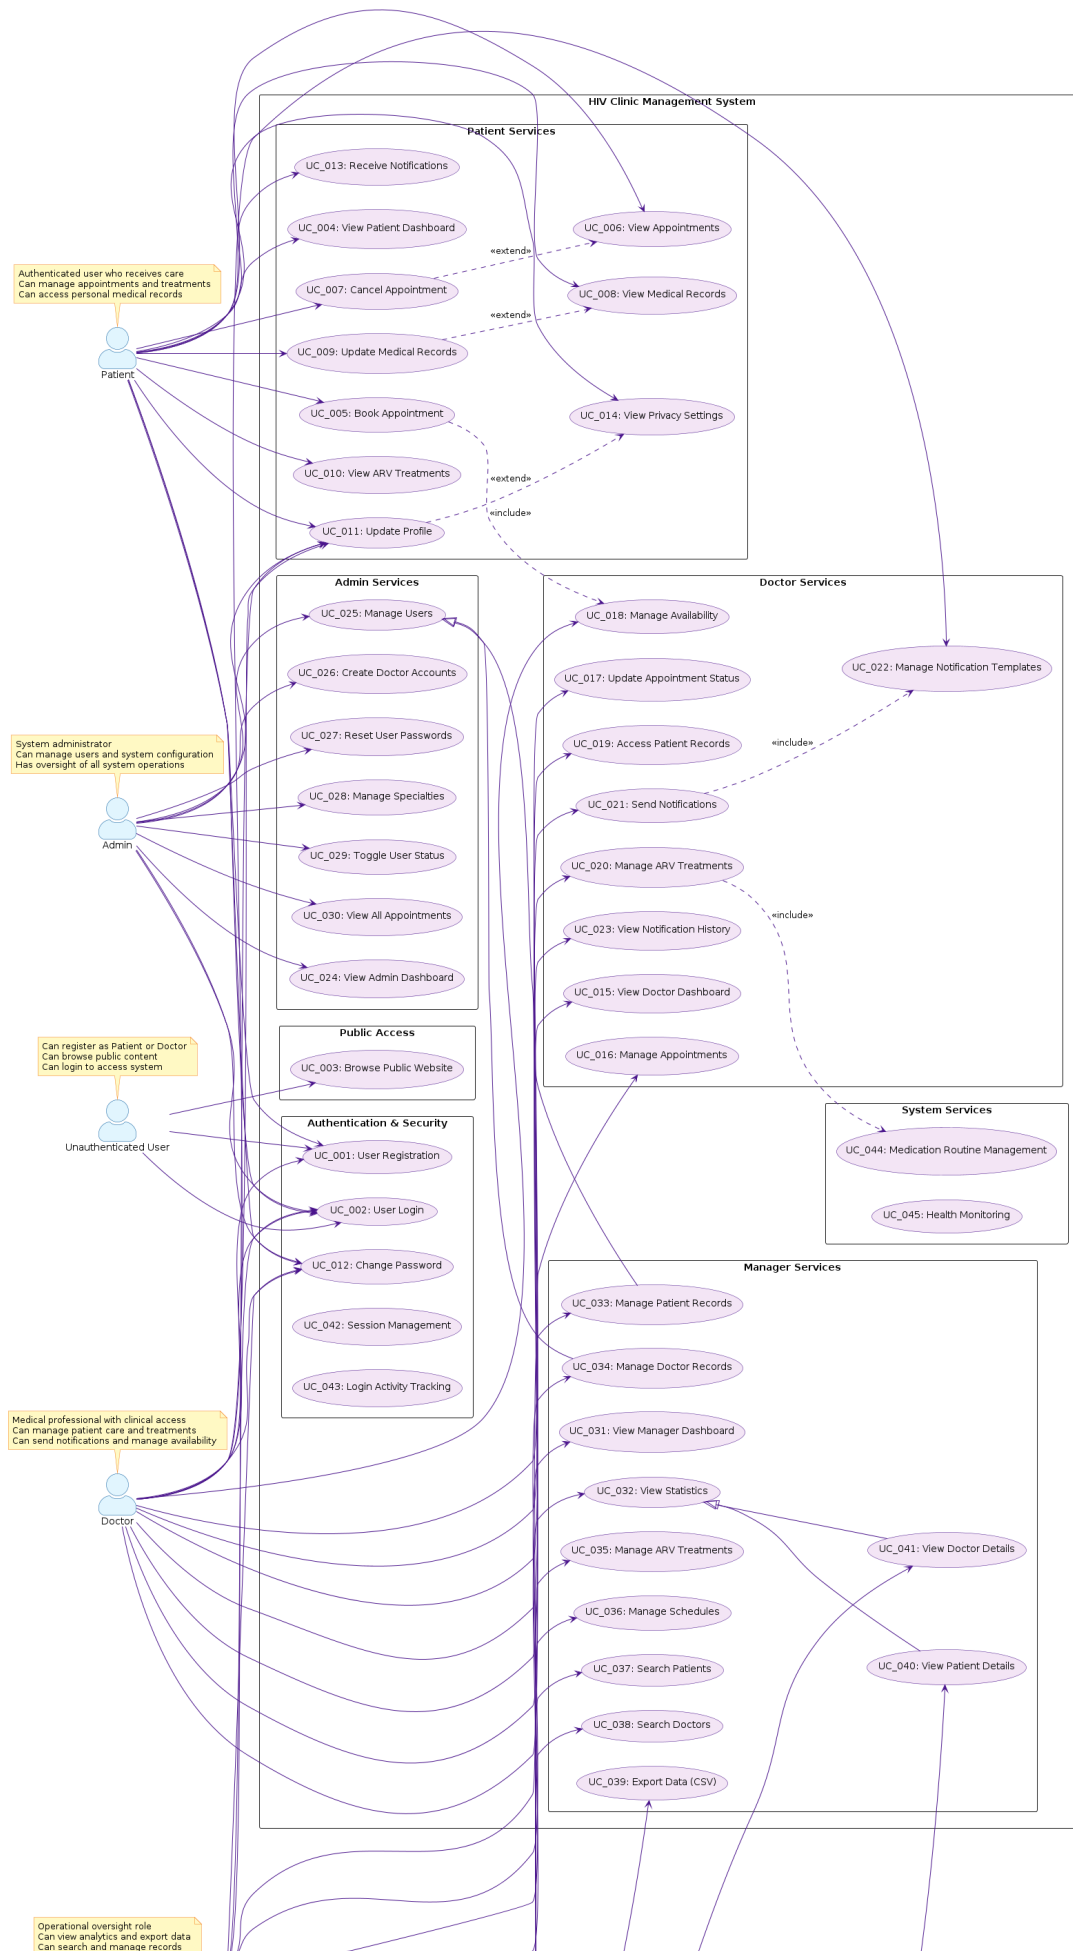 HIV Clinic Management System
Patient Services
UC_013: Receive Notifications
UC_004: View Patient Dashboard
UC_006: View Appointments
«extend»
UC_007: Cancel Appointment
UC_008: View Medical Records
«extend»
UC_009: Update Medical Records
UC_005: Book Appointment
UC_014: View Privacy Settings
UC_010: View ARV Treatments
«extend»
«include»
UC_011: Update Profile
Authenticated user who receives care
Can manage appointments and treatments
Can access personal medical records
Patient
Admin Services
UC_025: Manage Users
UC_026: Create Doctor Accounts
UC_027: Reset User Passwords
UC_028: Manage Specialties
UC_029: Toggle User Status
UC_030: View All Appointments
UC_024: View Admin Dashboard
System administrator
Can manage users and system configuration
Has oversight of all system operations
Admin
Doctor Services
UC_018: Manage Availability
UC_022: Manage Notification Templates
UC_017: Update Appointment Status
UC_019: Access Patient Records
«include»
UC_021: Send Notifications
UC_020: Manage ARV Treatments
«include»
UC_023: View Notification History
UC_015: View Doctor Dashboard
UC_016: Manage Appointments
Public Access
UC_003: Browse Public Website
Can register as Patient or Doctor
Can browse public content
Can login to access system
Unauthenticated User
Authentication & Security
UC_001: User Registration
UC_002: User Login
UC_012: Change Password
UC_042: Session Management
UC_043: Login Activity Tracking
System Services
UC_044: Medication Routine Management
UC_045: Health Monitoring
Manager Services
UC_033: Manage Patient Records
UC_034: Manage Doctor Records
UC_031: View Manager Dashboard
UC_032: View Statistics
UC_041: View Doctor Details
UC_035: Manage ARV Treatments
UC_036: Manage Schedules
UC_037: Search Patients
UC_040: View Patient Details
UC_038: Search Doctors
UC_039: Export Data (CSV)
Medical professional with clinical access
Can manage patient care and treatments
Can send notifications and manage availability
Doctor
Operational oversight role
Can view analytics and export data
Can search and manage records